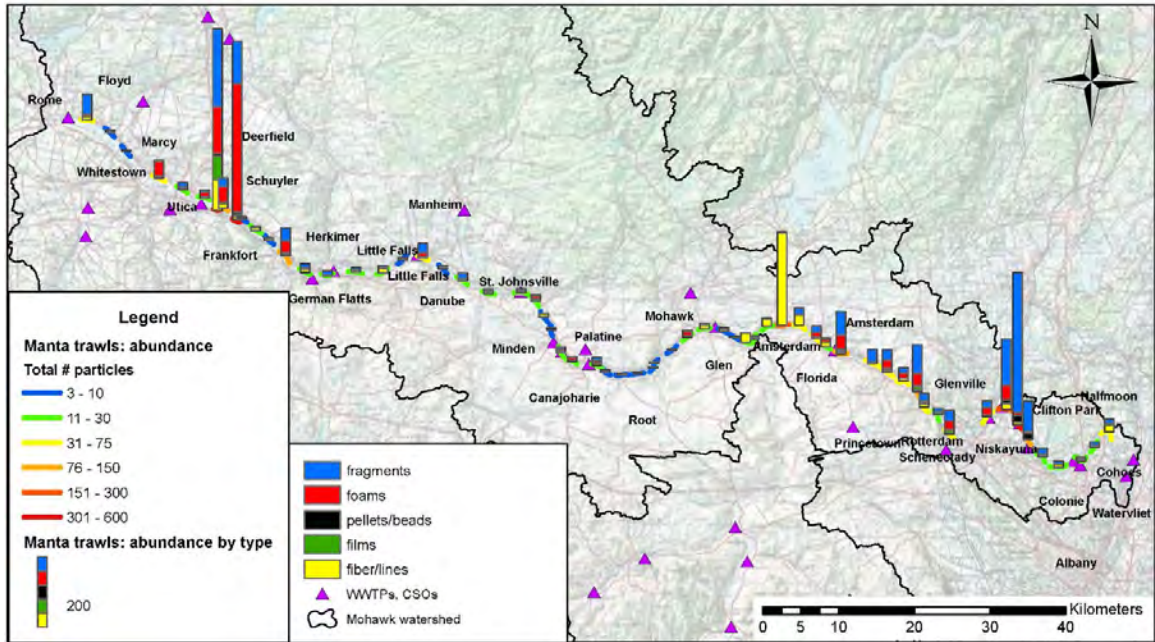 N
Floyd
Rome
Marcy
Deerfield
Whitestown
Schuyler
Utica
Manheim
Frankfort
Herkimer
Little Falls
Little Falls
German Flatts
St. Johnsville
Danube
Mohawk
Amsterdam
Palatine
Minden
Glen
Amsterdam
Florida
Glenville
Halfmoon
Clifton Park
Canajoharie
Root
Princetown
Rotterdam
Niskayuna
Schenectady
Cohoes
Colonie
Watervliet
Albany
Legend
Manta trawls: abundance
Total # particles
3 - 10
11 - 30
31 - 75
76 - 150
151 - 300
301 - 600
Manta trawls: abundance by type
200
fragments
foams
pellets/beads
films
fiber/lines
WWTPs, CSOs
Mohawk watershed
Kilometers
0 5 10 20 30 40